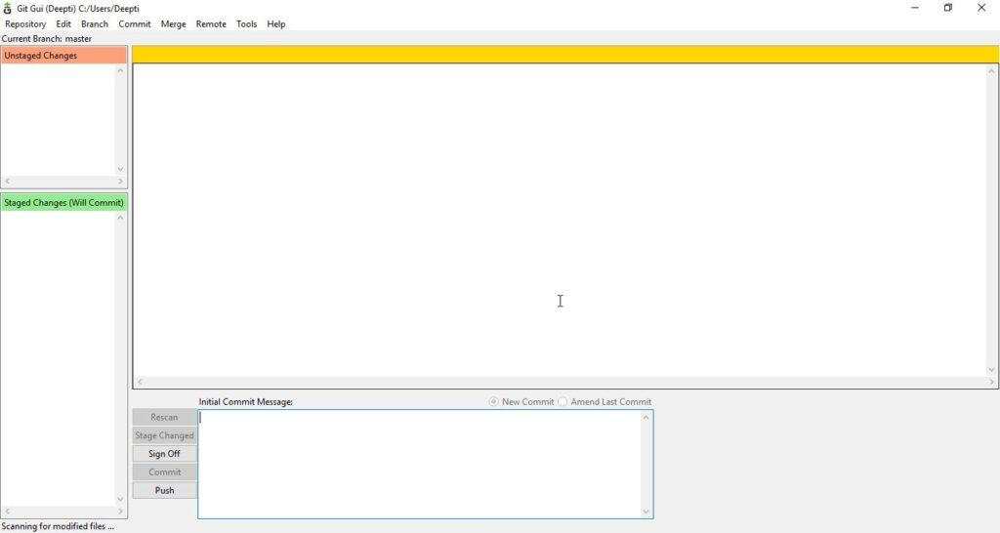 Git Gui (Deepti) C:/Users/Deepti
Repository Edit Branch Commit Merge Remote Tools Help
Current Branch: master
Unstaged Changes
Staged Changes (Will Commit)
Initial Commit Message:
New Commit Amend Last Commit
Rescan
Stage Changed
Sign Off
Commit
Push
Scanning for modified files ...